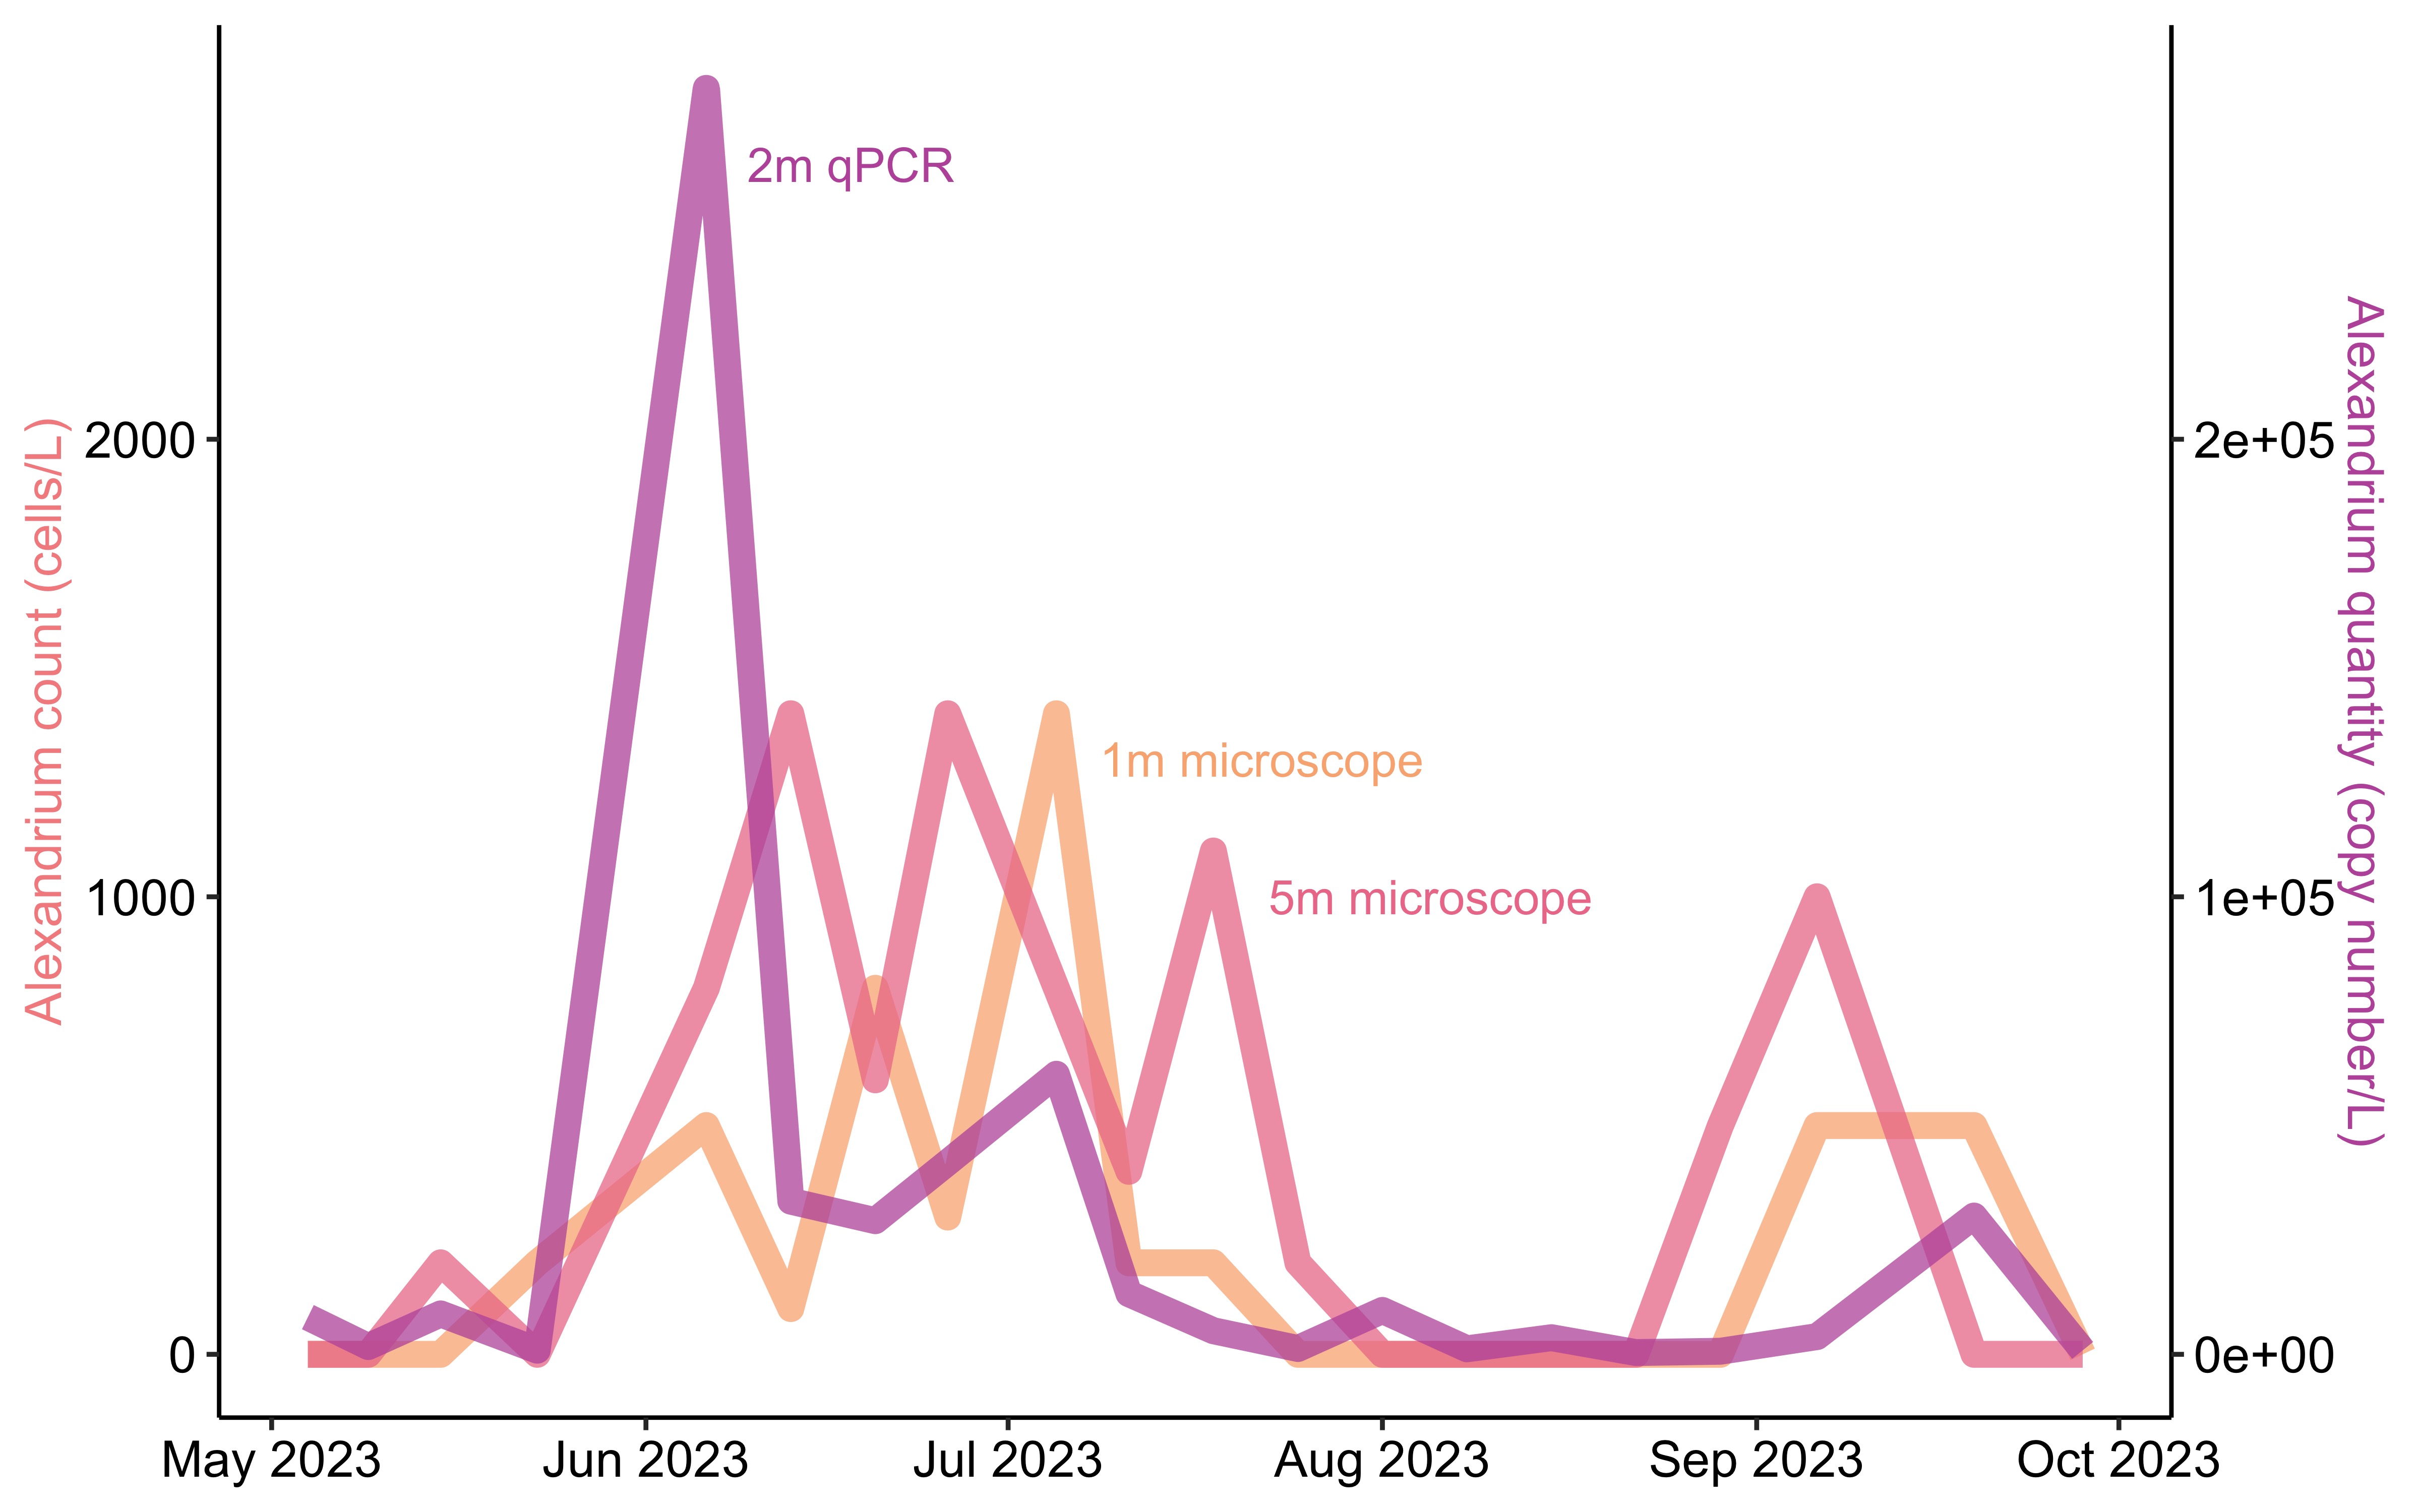 Alexandrium count (cells/L)
2000
1000
0
2m qPCR
1m microscope
5m microscope
2e+05
1e+05
0e+00
Alexandrium quantity (copy number/L)
May 2023
Jun 2023
Jul 2023
Aug 2023
Sep 2023
Oct 2023